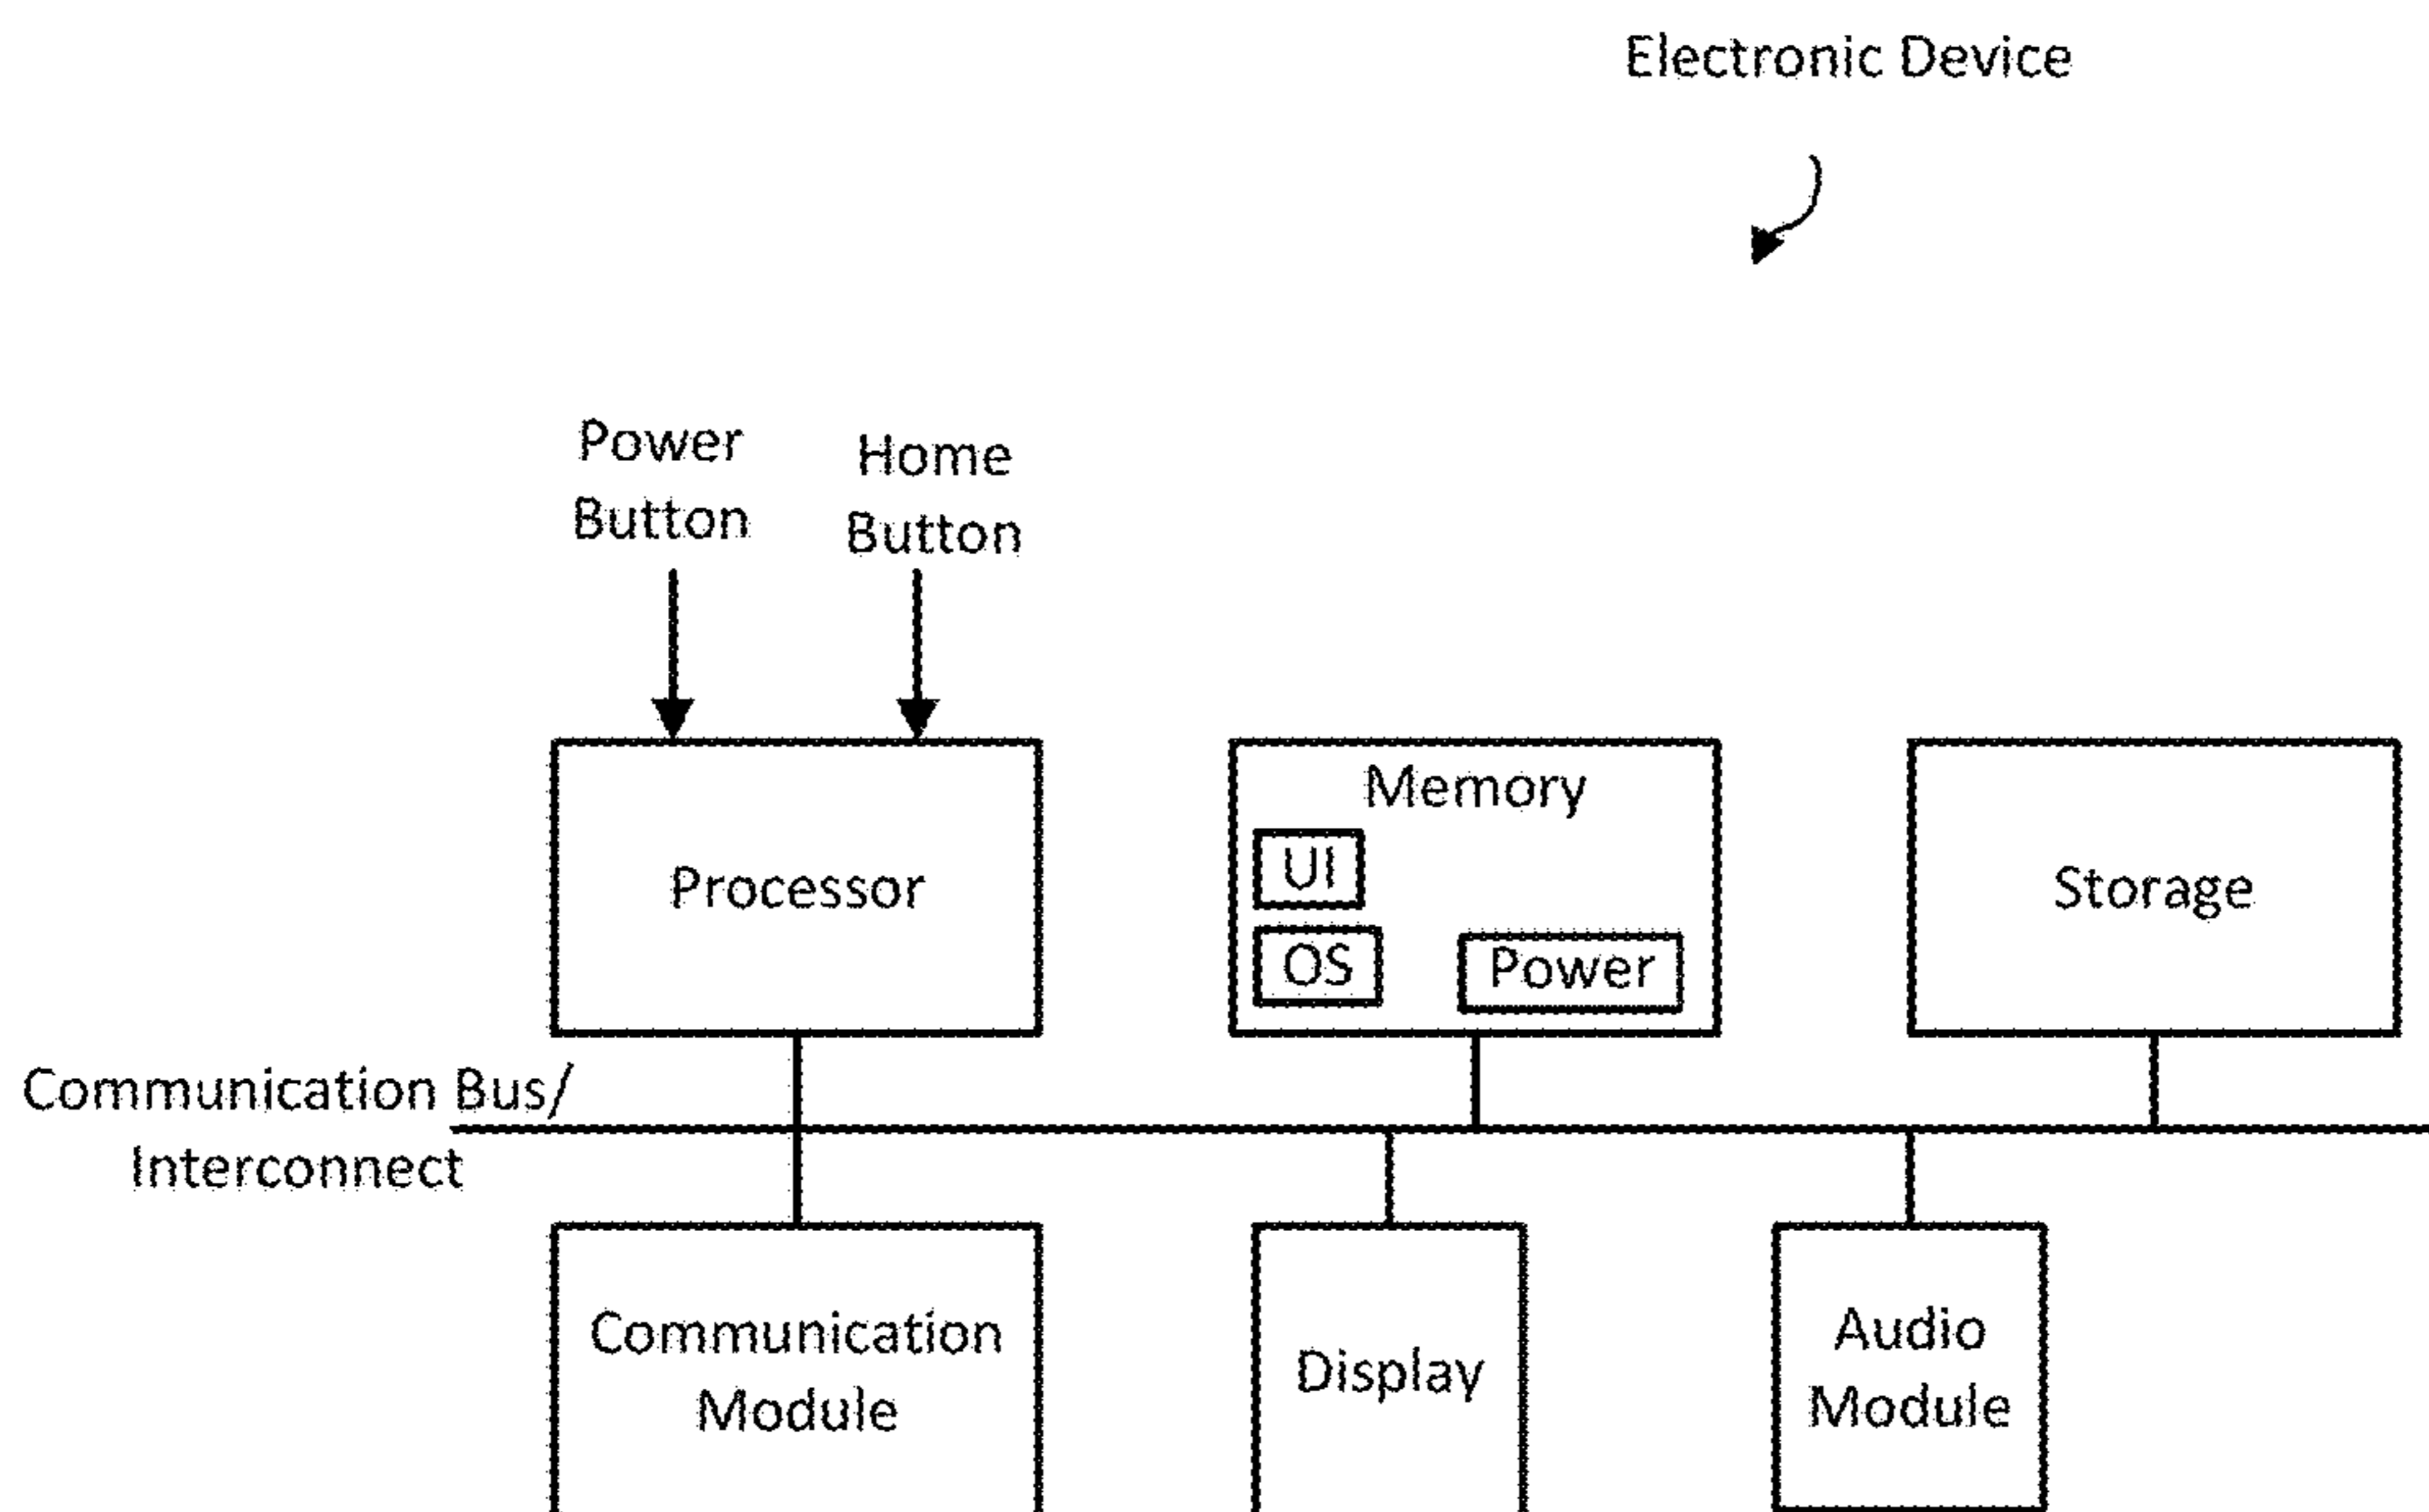 Electronic Device
Power
Button
Home
Button
Processor
Memory
UI
OS
Power
Storage
Communication Bus/
Interconnect
Communication
Module
Display
Audio
Module